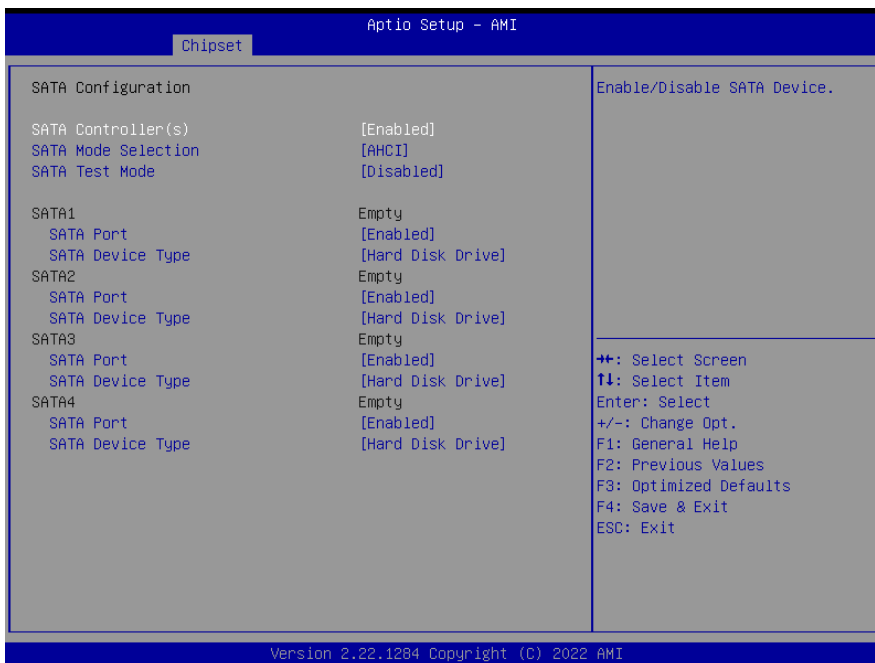 Aptio Setup – AMI
Chipset
SATA Configuration
SATA Controller(s) [Enabled]
SATA Mode Selection [AHCI]
SATA Test Mode [Disabled]
SATA1 Empty
SATA Port [Enabled]
SATA Device Type [Hard Disk Drive]
SATA2 Empty
SATA Port [Enabled]
SATA Device Type [Hard Disk Drive]
SATA3 Empty
SATA Port [Enabled]
SATA Device Type [Hard Disk Drive]
SATA4 Empty
SATA Port [Enabled]
SATA Device Type [Hard Disk Drive]
Enable/Disable SATA Device.
→←: Select Screen
↑↓: Select Item
Enter: Select
+/-: Change Opt.
F1: General Help
F2: Previous Values
F3: Optimized Defaults
F4: Save & Exit
ESC: Exit
Version 2.22.1284 Copyright (C) 2022 AMI